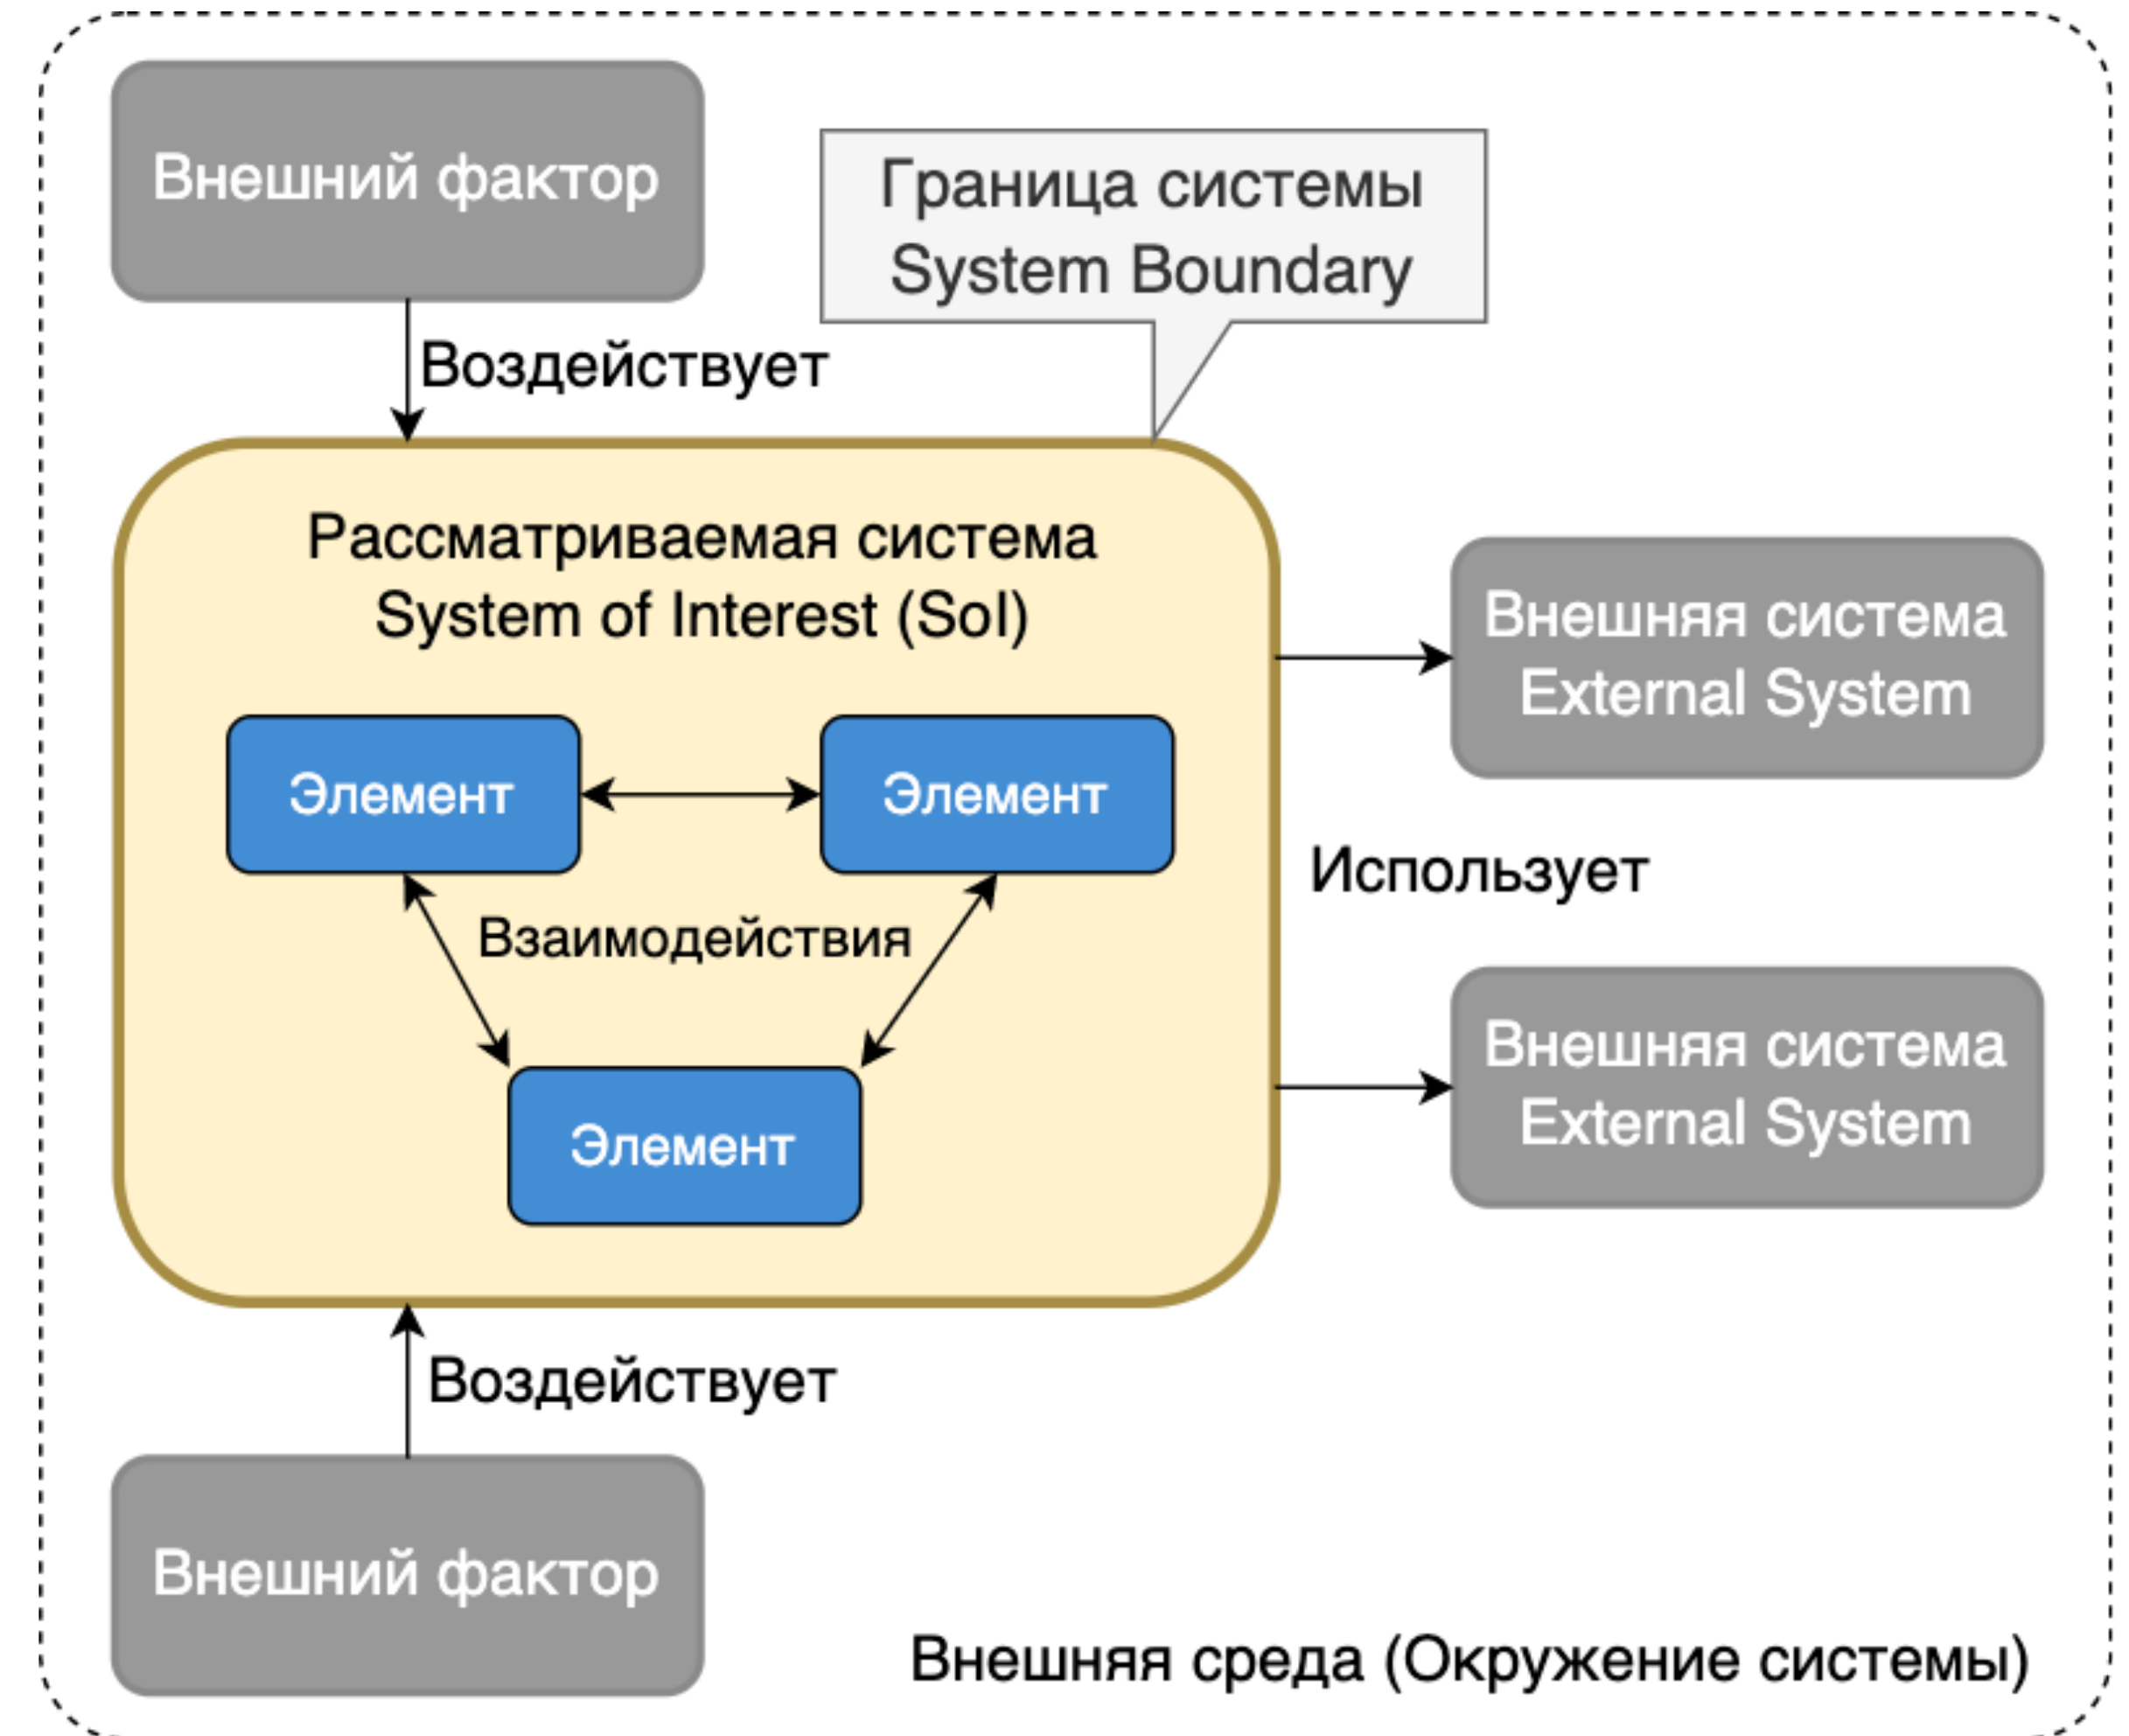 Внешний фактор
Граница системы
System Boundary
Воздействует
Рассматриваемая система
System of Interest (SoI)
Внешняя система
External System
Элемент
Элемент
Использует
Взаимодействия
Внешняя система
External System
Элемент
Воздействует
Внешний фактор
Внешняя среда (Окружение системы)